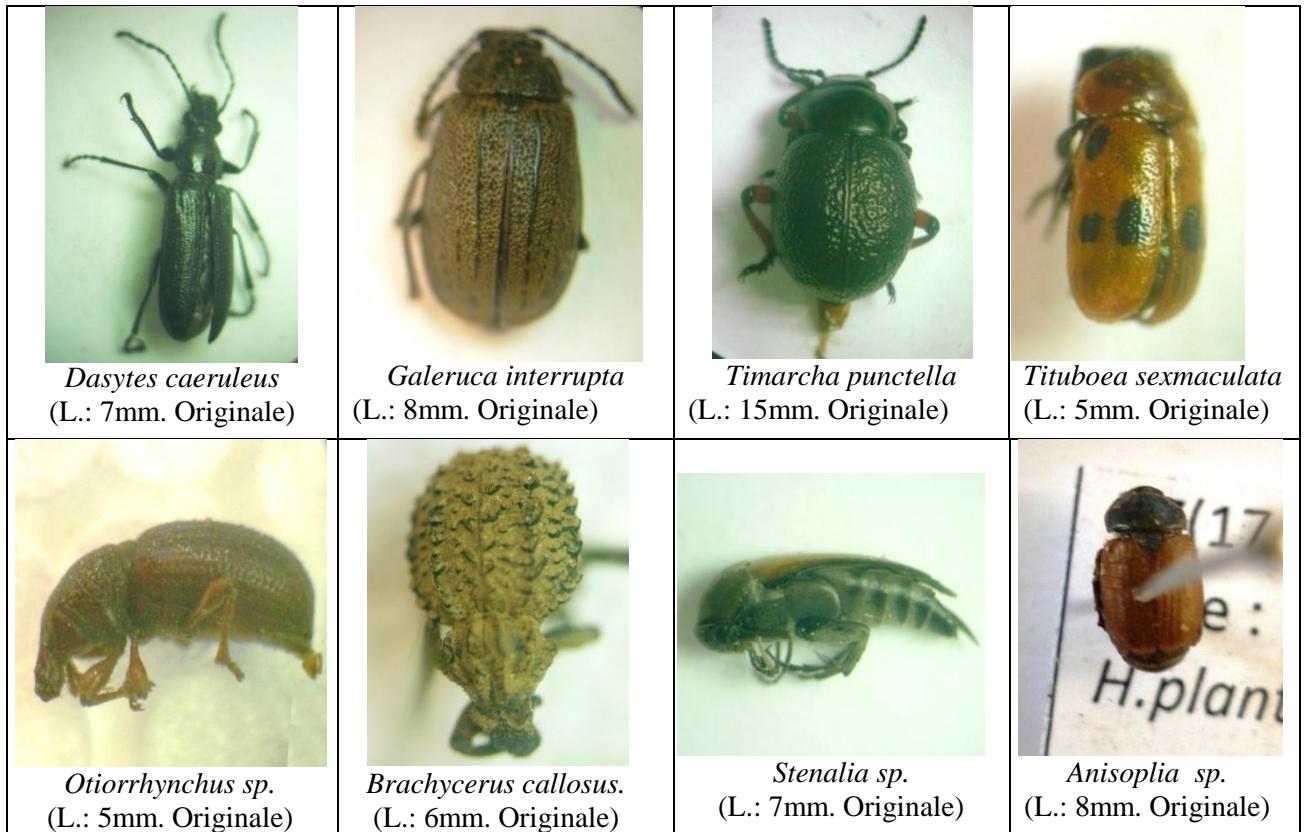 Dasytes caeruleus
(L.: 7mm. Originale)
Galeruca interrupta
(L.: 8mm. Originale)
Timarcha punctella
(L.: 15mm. Originale)
Tituboea sexmaculata
(L.: 5mm. Originale)
(17
e :
H.plant
Otiorrhynchus sp.
(L.: 5mm. Originale)
Brachycerus callosus.
(L.: 6mm. Originale)
Stenalia sp.
(L.: 7mm. Originale)
Anisoplia sp.
(L.: 8mm. Originale)